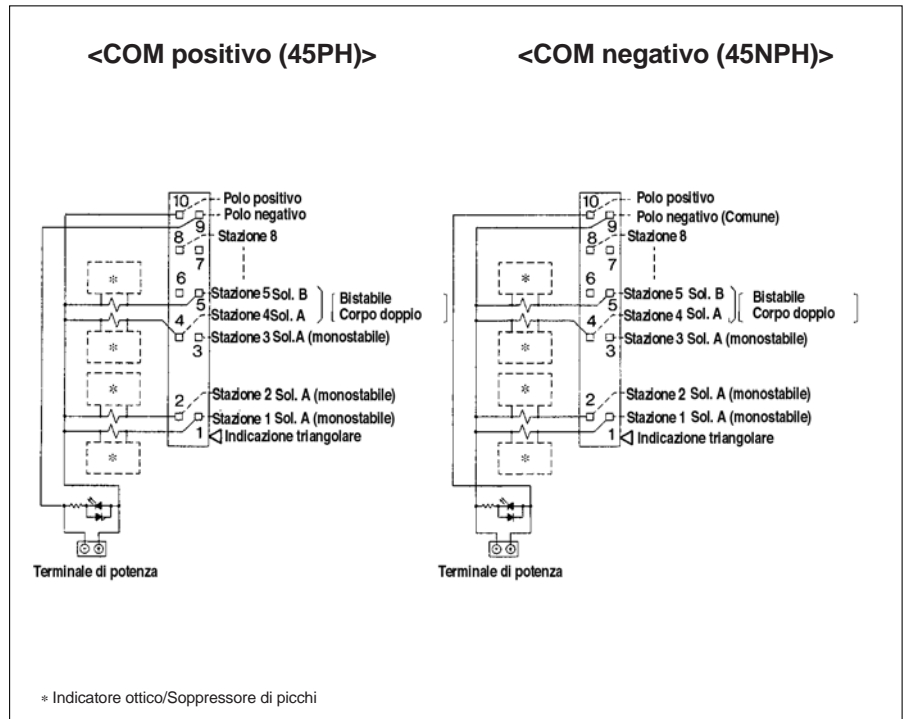 <COM positivo (45PH)>
10
Polo positivo
Polo negativo
9
8
Stazione 8
7
6
*
Stazione 5 Sol. B
5
Bistabile
Stazione 4 Sol. A
Corpo doppio
4
Stazione 3 Sol. A (monostabile)
3
*
*
Stazione 2 Sol. A (monostabile)
2
Stazione 1 Sol. A (monostabile)
1
Indicazione triangolare
*
Terminale di potenza
<COM negativo (45NPH)>
10
Polo positivo
Polo negativo (Comune)
9
8
Stazione 8
7
6
*
Stazione 5 Sol. B
5
Bistabile
Stazione 4 Sol. A
Corpo doppio
4
Stazione 3 Sol. A (monostabile)
3
*
*
Stazione 2 Sol. A (monostabile)
2
Stazione 1 Sol. A (monostabile)
1
Indicazione triangolare
*
Terminale di potenza
* Indicatore ottico/Soppressore di picchi